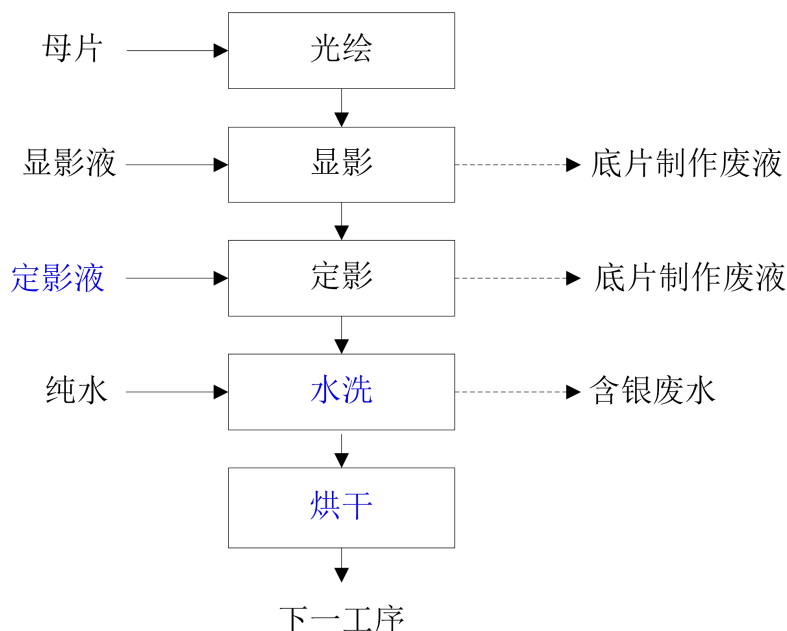 母片 光绘
显影液 显影 底片制作废液
定影液 定影 底片制作废液
纯水 水洗 含银废水
烘干
下一工序